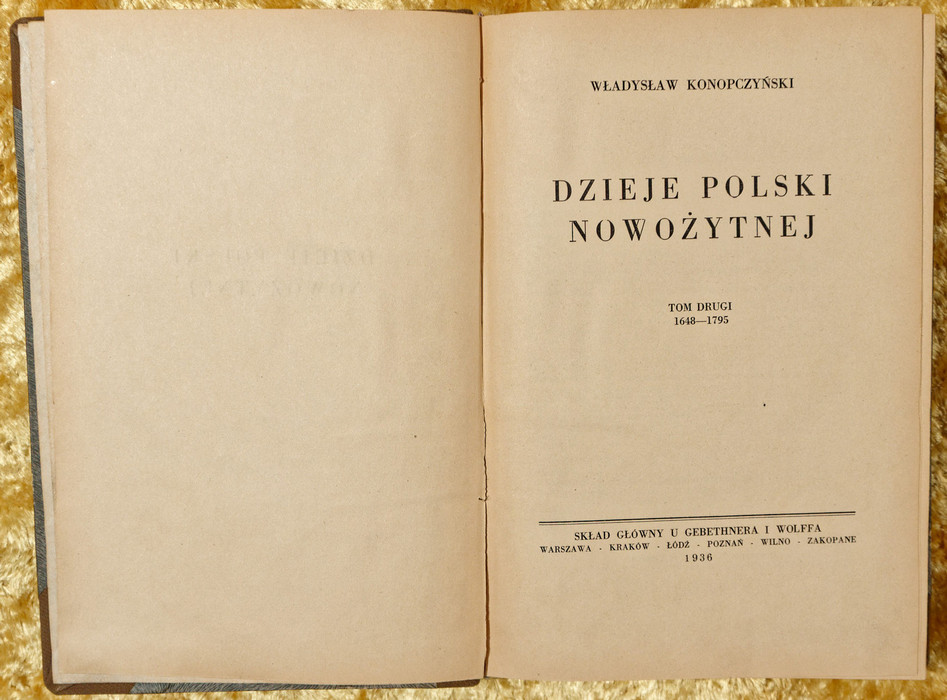 WŁADYSŁAW KONOPCZYŃSKI
DZIEJE POLSKI
NOWOŻYTNEJ
TOM DRUGI
1648—1795
SKŁAD GŁÓWNY U GEBETHNERA I WOLFFA
WARSZAWA - KRAKÓW - ŁÓDŹ - POZNAŃ - WILNO - ZAKOPANE
1936